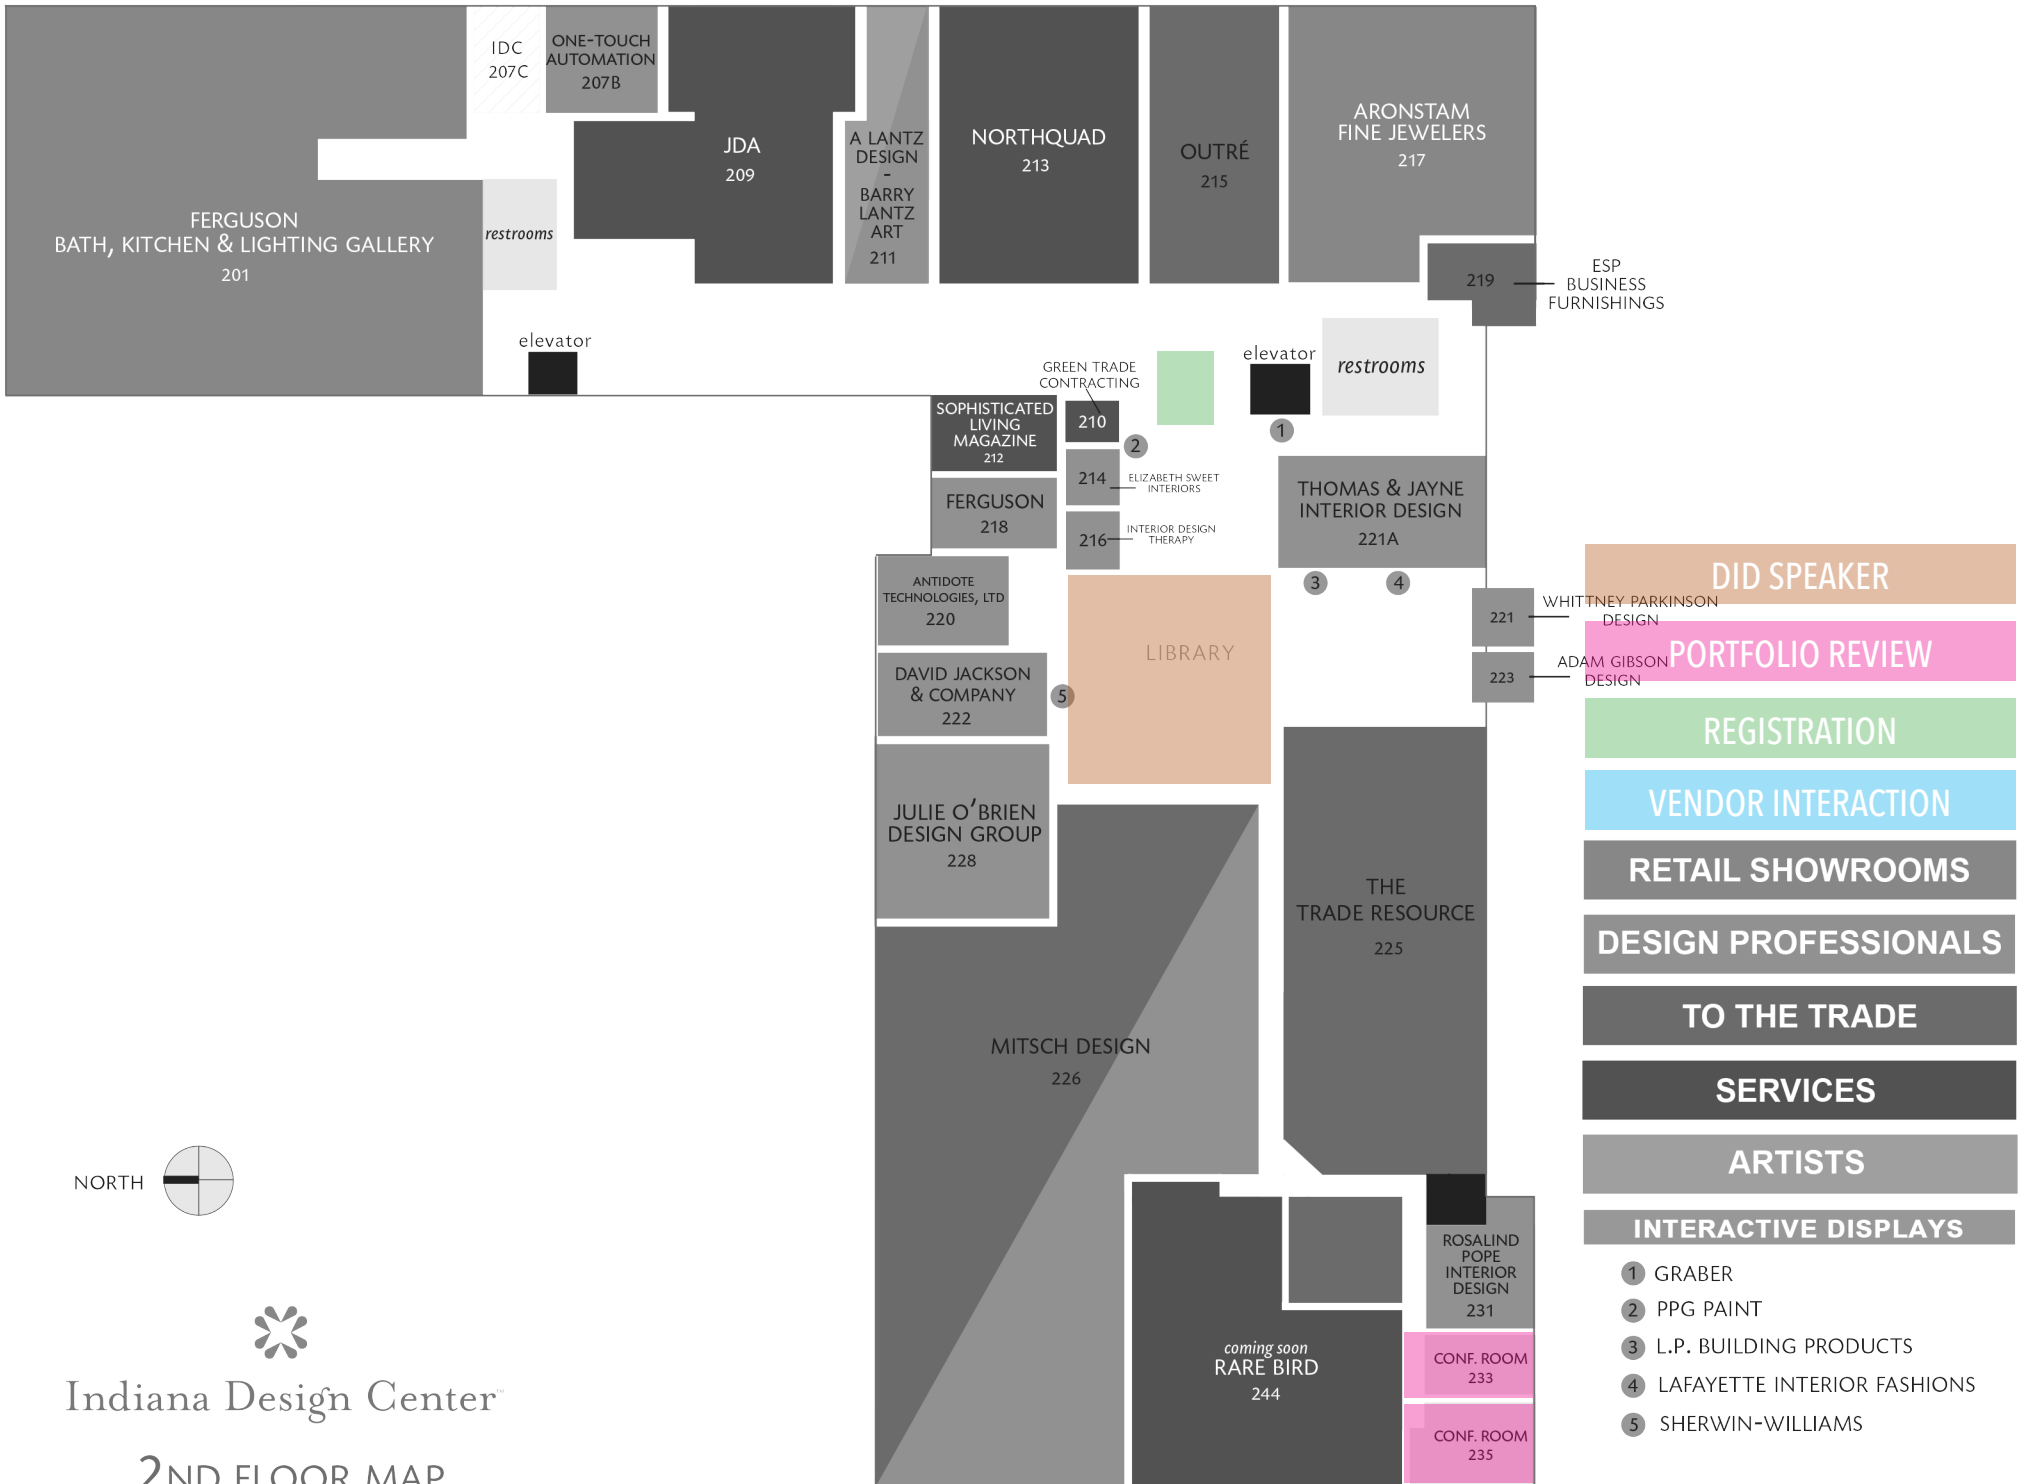 IDC
207C
ONE-TOUCH
AUTOMATION
207B
JDA
209
A LANTZ
DESIGN
-
BARRY
LANTZ
ART
211
NORTHQUAD
213
OUTRÉ
215
ARONSTAM
FINE JEWELERS
217
FERGUSON
BATH, KITCHEN & LIGHTING GALLERY
201
restrooms
219
ESP
BUSINESS
FURNISHINGS
elevator
elevator
restrooms
GREEN TRADE
CONTRACTING
210
1
2
SOPHISTICATED
LIVING
MAGAZINE
212
214
ELIZABETH SWEET
INTERIORS
FERGUSON
218
216
INTERIOR DESIGN
THERAPY
THOMAS & JAYNE
INTERIOR DESIGN
221A
3
4
ANTIDOTE
TECHNOLOGIES, LTD
220
LIBRARY
221
WHITTNEY PARKINSON
DESIGN
223
ADAM GIBSON
DESIGN
DAVID JACKSON
& COMPANY
222
5
JULIE O'BRIEN
DESIGN GROUP
228
THE
TRADE RESOURCE
225
MITSCH DESIGN
226
ROSALIND
POPE
INTERIOR
DESIGN
231
coming soon
RARE BIRD
244
CONF. ROOM
233
CONF. ROOM
235
DID SPEAKER
PORTFOLIO REVIEW
REGISTRATION
VENDOR INTERACTION
RETAIL SHOWROOMS
DESIGN PROFESSIONALS
TO THE TRADE
SERVICES
ARTISTS
INTERACTIVE DISPLAYS
1 GRABER
2 PPG PAINT
3 L.P. BUILDING PRODUCTS
4 LAFAYETTE INTERIOR FASHIONS
5 SHERWIN-WILLIAMS
NORTH
Indiana Design Center
2ND FLOOR MAP